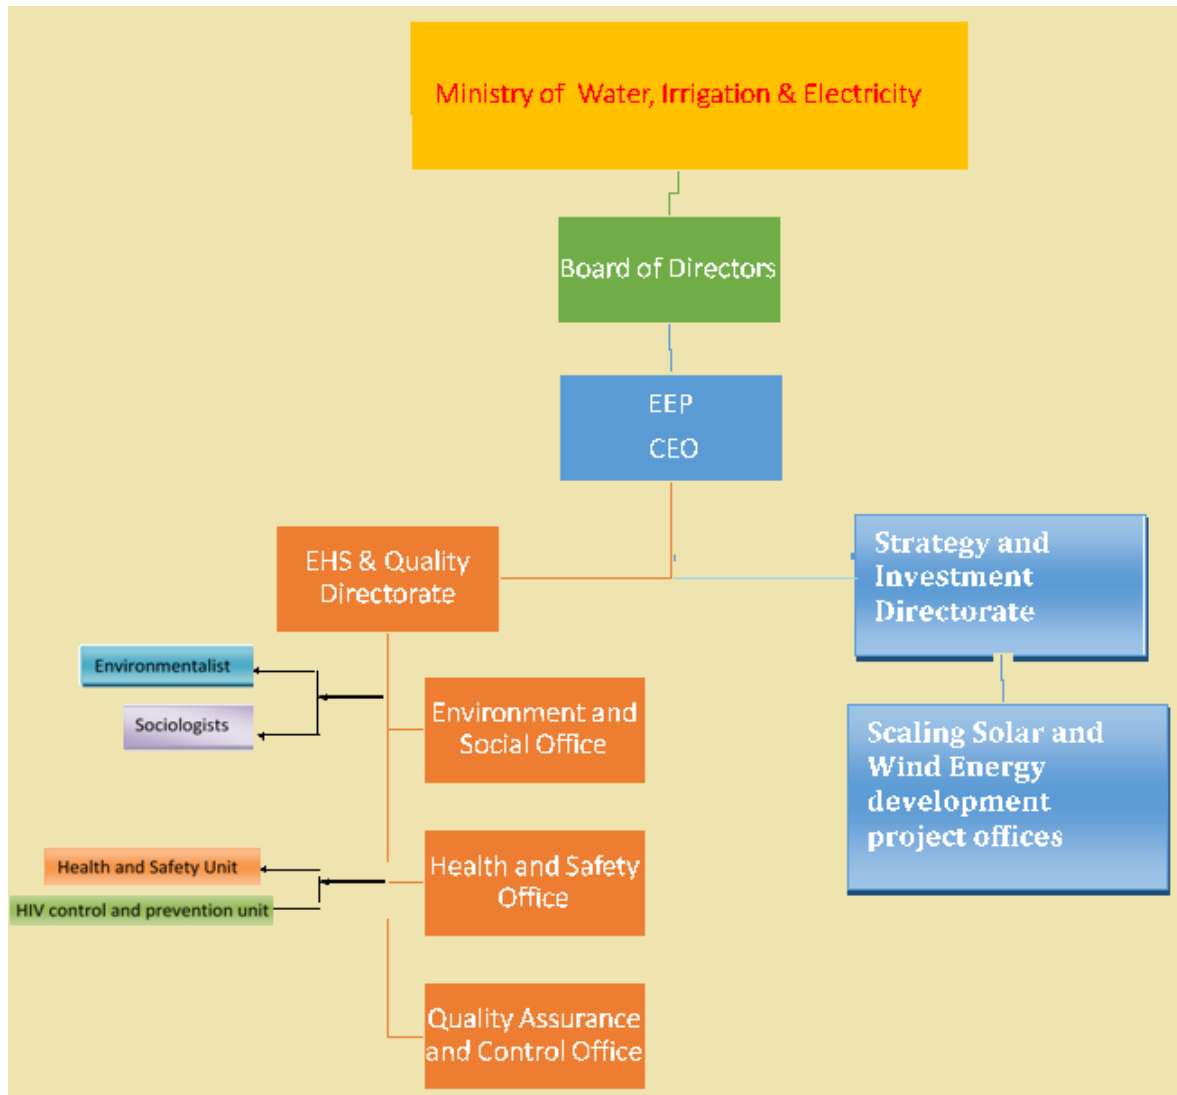 Ministry of Water, Irrigation & Electricity
Board of Directors
EEP
CEO
EHS & Quality
Directorate
Strategy and
Investment
Directorate
Environmentalist
Sociologists
Environment and
Social Office
Scaling Solar and
Wind Energy
development
project offices
Health and Safety Unit
HIV control and prevention unit
Health and Safety
Office
Quality Assurance
and Control Office